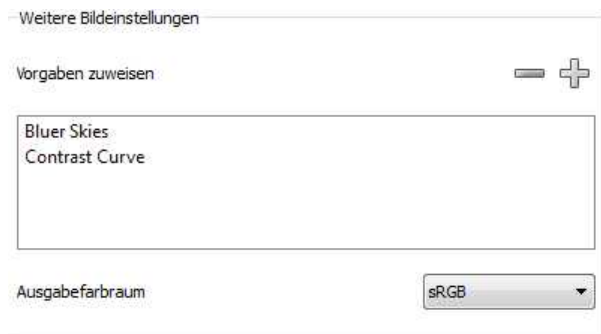 Weitere Bildeinstellungen
Vorgaben zuweisen
Bluer Skies
Contrast Curve
Ausgabefarbraum sRGB